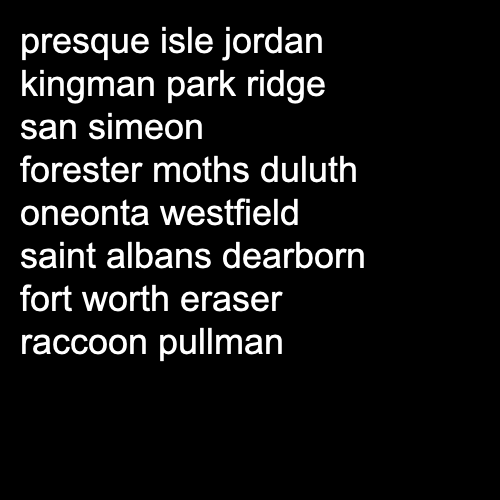 presque isle jordan
kingman park ridge
san simeon
forester moths duluth
oneonta westfield
saint albans dearborn
fort worth eraser
raccoon pullman